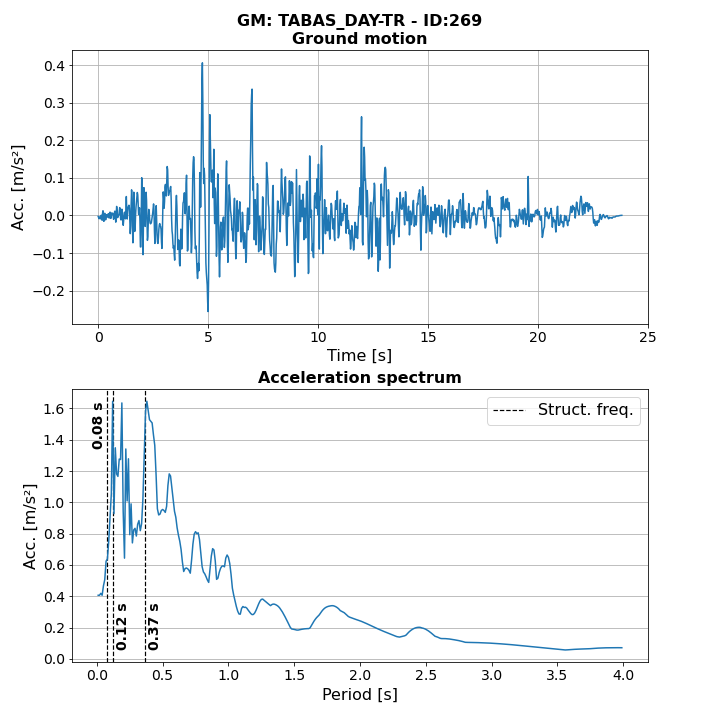 GM: TABAS_DAY-TR - ID:269
Ground motion
0.4
0.3
0.2
0.1
0.0
−0.1
−0.2
Acc. [m/s²]
0
5
10
15
20
25
Time [s]
Acceleration spectrum
1.6
1.4
1.2
1.0
0.8
0.6
0.4
0.2
0.0
Acc. [m/s²]
0.08 s
0.12 s
0.37 s
Struct. freq.
0.0
0.5
1.0
1.5
2.0
2.5
3.0
3.5
4.0
Period [s]